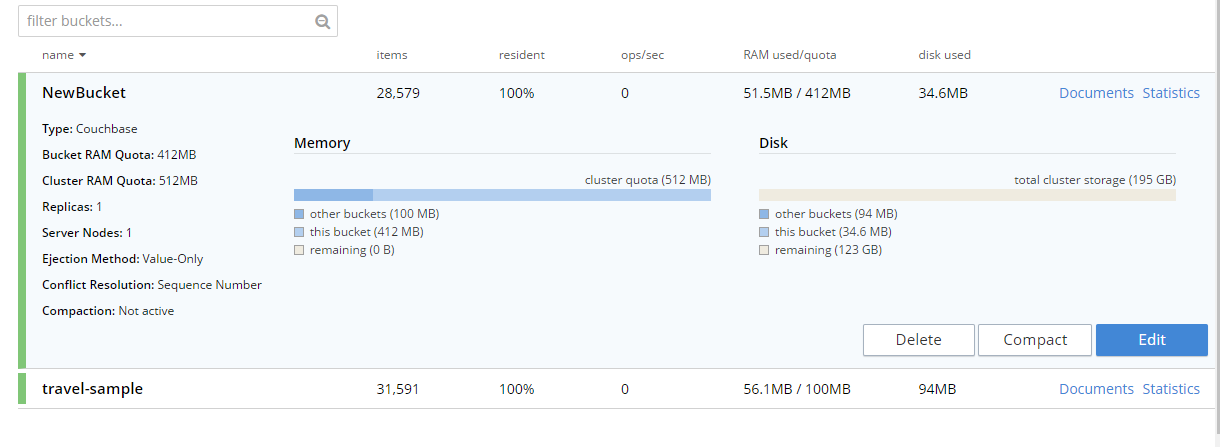 filter buckets...
name items resident ops/sec RAM used/quota disk used
NewBucket 28,579 100% 0 51.5MB / 412MB 34.6MB Documents Statistics
Type: Couchbase
Bucket RAM Quota: 412MB
Cluster RAM Quota: 512MB
Replicas: 1
Server Nodes: 1
Ejection Method: Value-Only
Conflict Resolution: Sequence Number
Compaction: Not active
Memory
cluster quota (512 MB)
other buckets (100 MB)
this bucket (412 MB)
remaining (0 B)
Disk
total cluster storage (195 GB)
other buckets (94 MB)
this bucket (34.6 MB)
remaining (123 GB)
Delete Compact Edit
travel-sample 31,591 100% 0 56.1MB / 100MB 94MB Documents Statistics